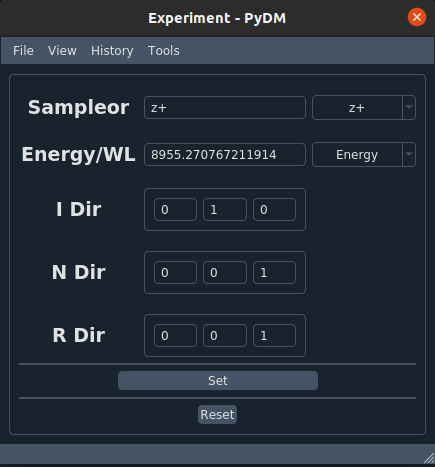 Experiment - PyDM
File View History Tools
Sampleor z+ z+
Energy/WL 8955.270767211914 Energy
I Dir 0 1 0
N Dir 0 0 1
R Dir 0 0 1
Set
Reset